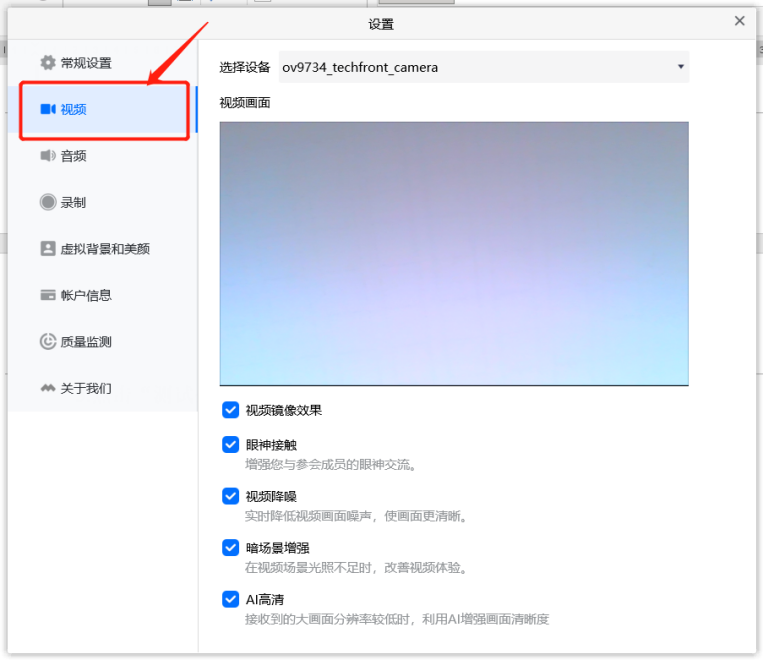 设置
常规设置
视频
音频
录制
虚拟背景和美颜
帐户信息
质量监测
关于我们
选择设备 ov9734_techfront_camera
视频画面
视频镜像效果
眼神接触
增强您与参会成员的眼神交流。
视频降噪
实时降低视频画面噪声，使画面更清晰。
暗场景增强
在视频场景光照不足时，改善视频体验。
AI高清
接收到的大画面分辨率较低时，利用AI增强画面清晰度